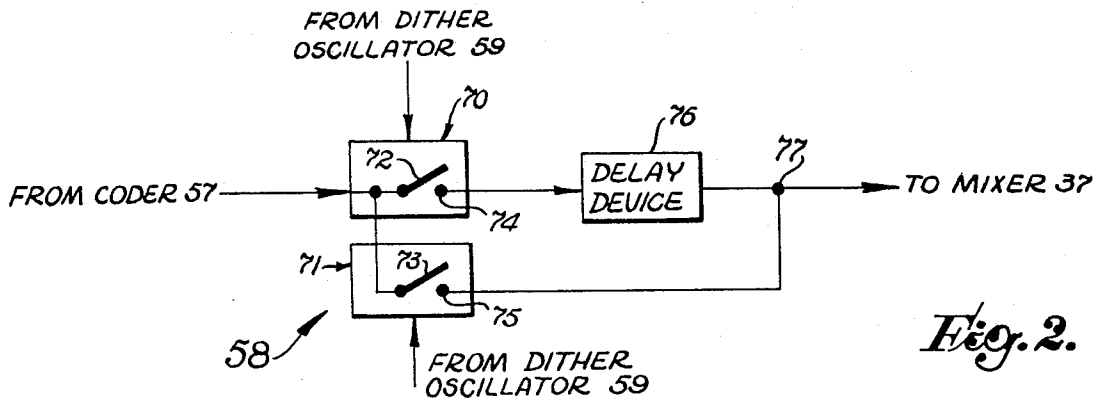 FROM DITHER
OSCILLATOR 59
70
76
72
77
FROM CODER 57
DELAY
DEVICE
TO MIXER 37
74
71
73
75
58
FROM DITHER
OSCILLATOR 59
Fig. 2.